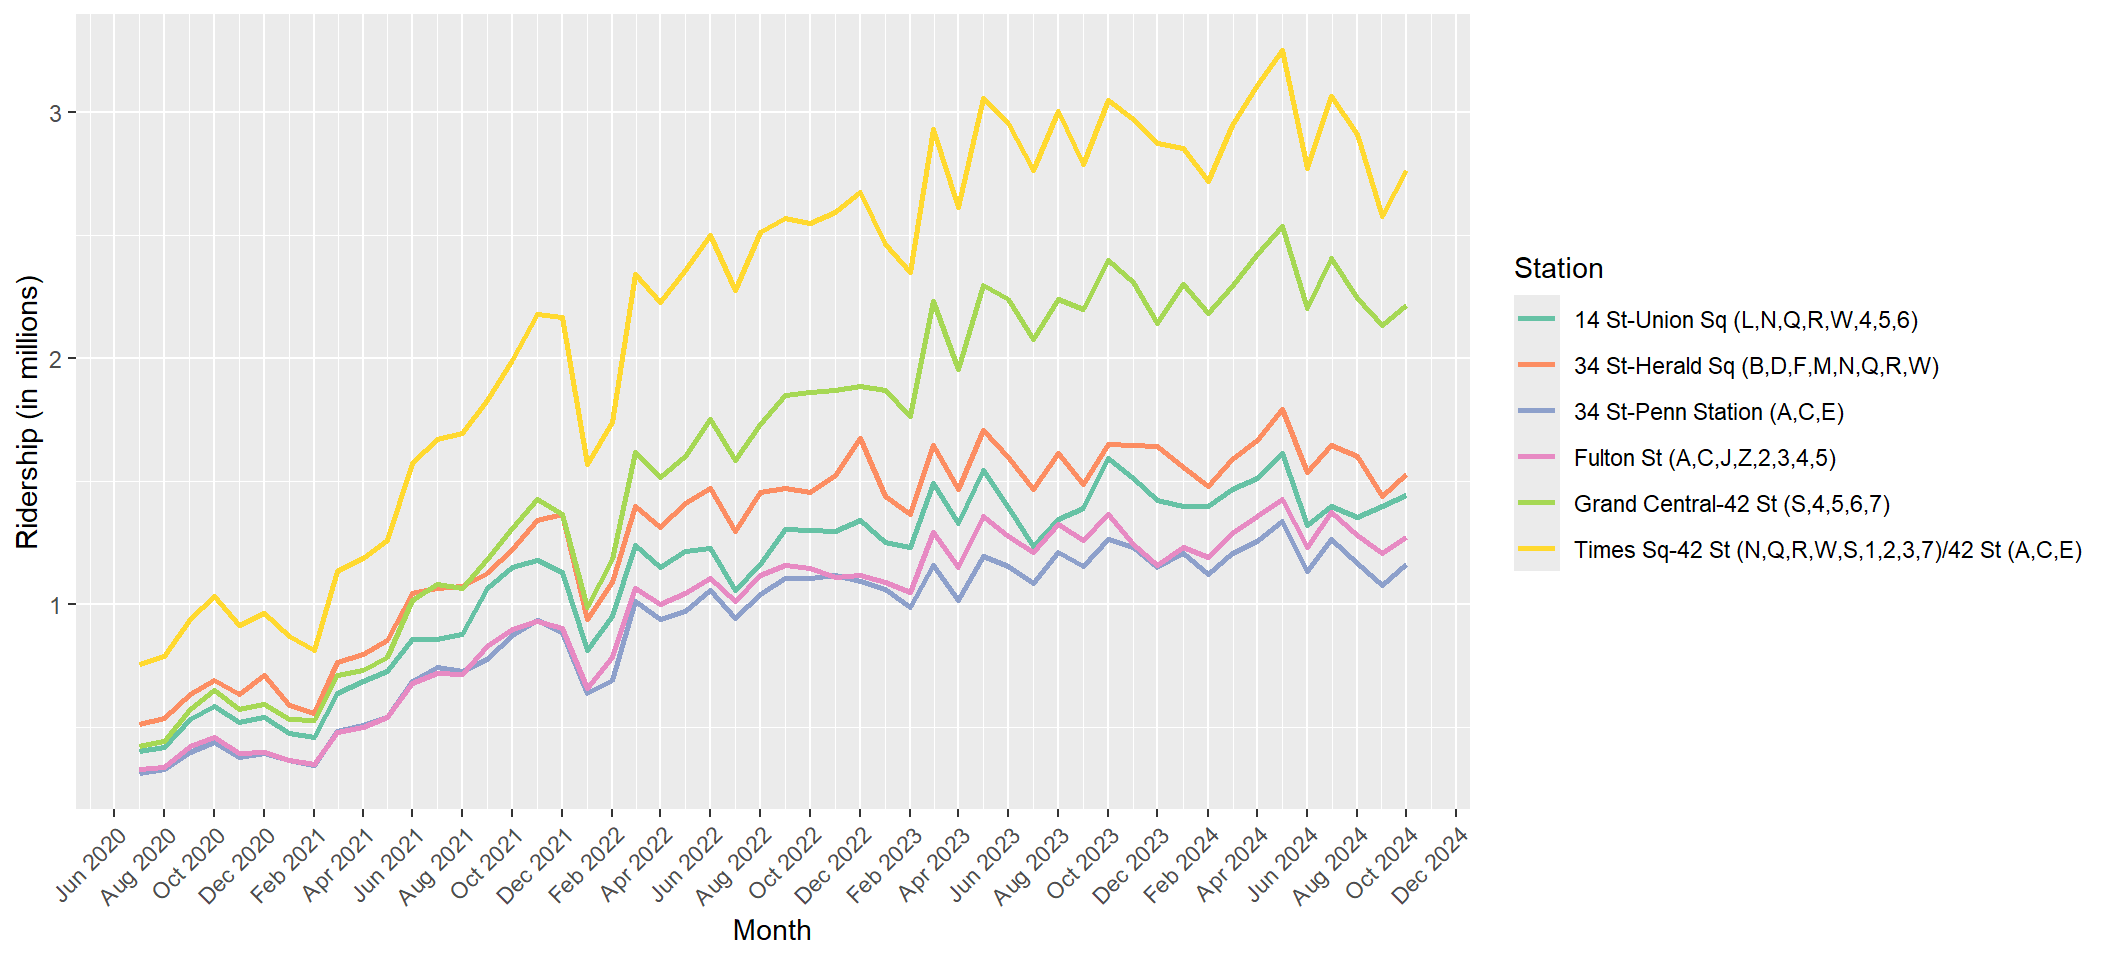 Ridership (in millions)
3
2
1
Jun 2020
Aug 2020
Oct 2020
Dec 2020
Feb 2021
Apr 2021
Jun 2021
Aug 2021
Oct 2021
Dec 2021
Feb 2022
Apr 2022
Jun 2022
Aug 2022
Oct 2022
Dec 2022
Feb 2023
Apr 2023
Jun 2023
Aug 2023
Oct 2023
Dec 2023
Feb 2024
Apr 2024
Jun 2024
Aug 2024
Oct 2024
Dec 2024
Month
Station
14 St-Union Sq (L,N,Q,R,W,4,5,6)
34 St-Herald Sq (B,D,F,M,N,Q,R,W)
34 St-Penn Station (A,C,E)
Fulton St (A,C,J,Z,2,3,4,5)
Grand Central-42 St (S,4,5,6,7)
Times Sq-42 St (N,Q,R,W,S,1,2,3,7)/42 St (A,C,E)